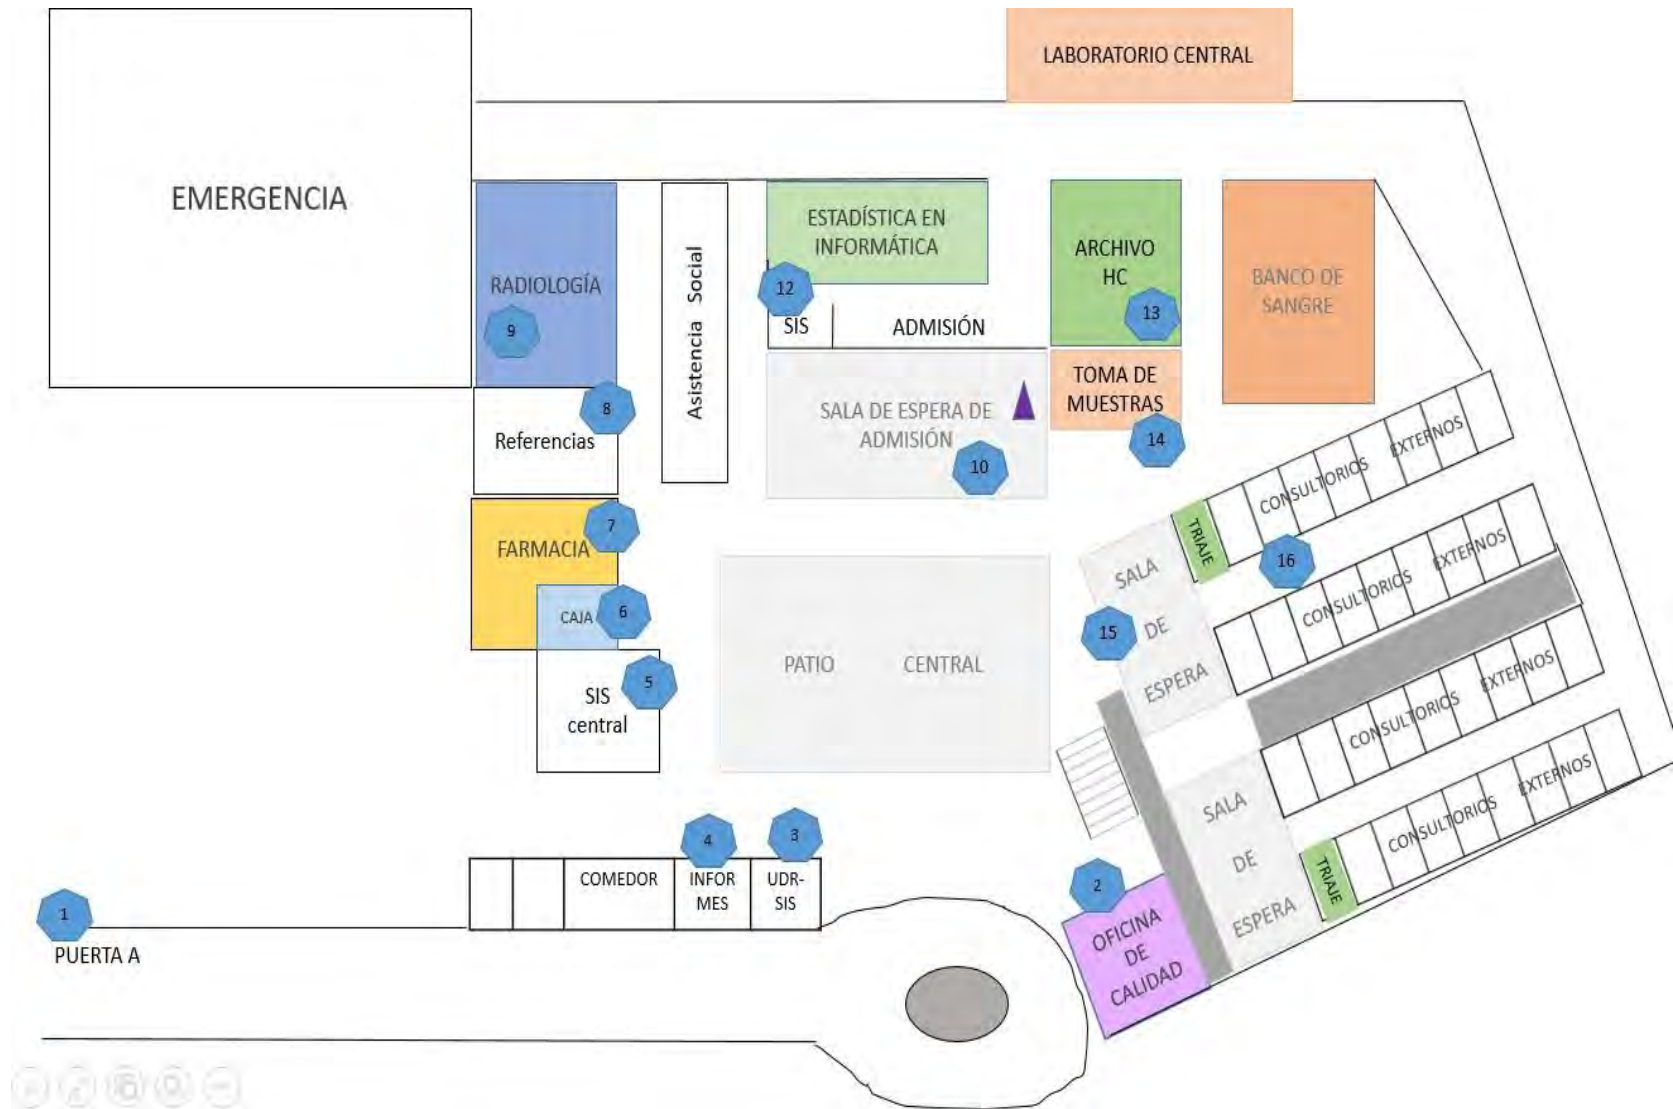 LABORATORIO CENTRAL
EMERGENCIA
RADIOLOGÍA
9
Asistencia Social
ESTADÍSTICA EN
INFORMÁTICA
12
SIS
ADMISIÓN
ARCHIVO
HC
13
BANCO DE
SANGRE
8
Referencias
SALA DE ESPERA DE
ADMISIÓN
10
TOMA DE
MUESTRAS
14
7
FARMACIA
CAJA
6
5
SIS
central
PATIO CENTRAL
TRIAJE
CONSULTORIOS EXTERNOS
16
SALA
DE
ESPERA
15
CONSULTORIOS EXTERNOS
CONSULTORIOS EXTERNOS
SALA
DE
ESPERA
TRIAJE
CONSULTORIOS EXTERNOS
4
3
COMEDOR
INFOR
MES
UDR-
SIS
2
OFICINA
DE
CALIDAD
1
PUERTA A